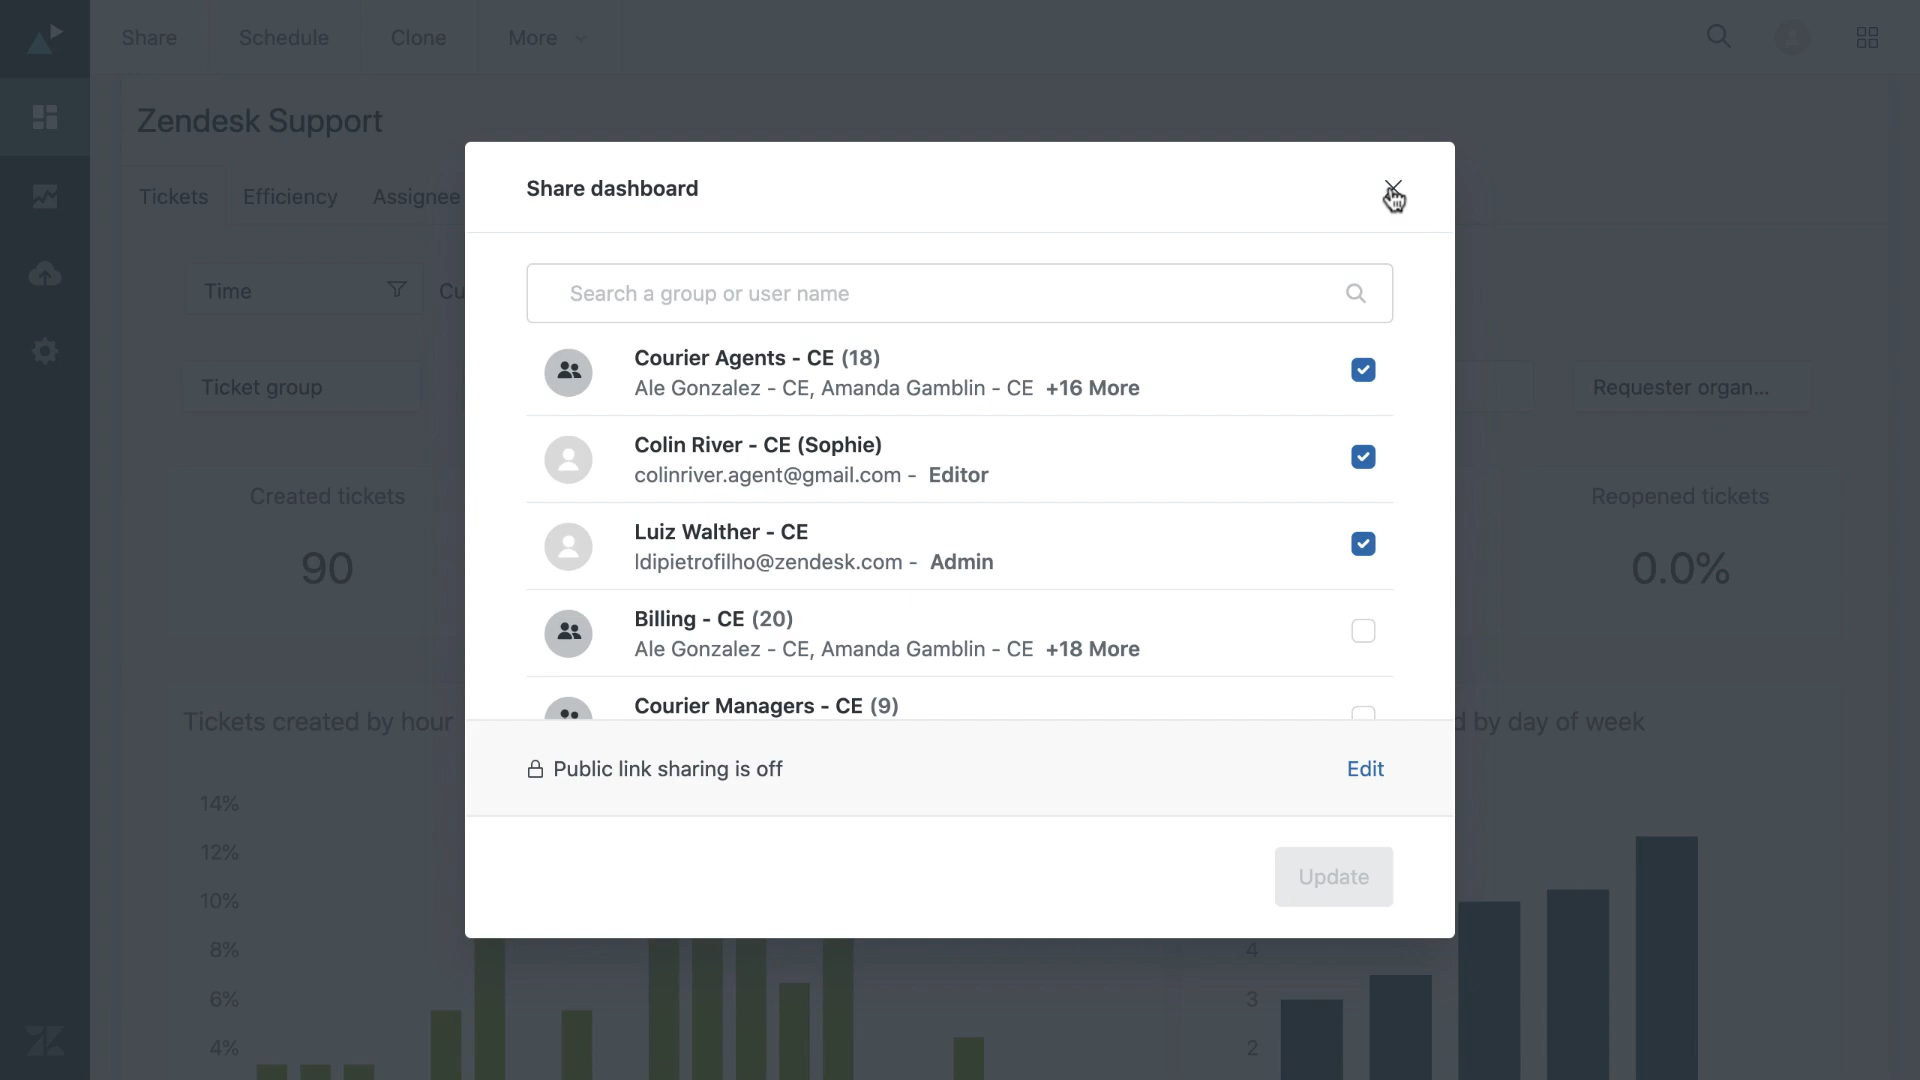 Share
Schedule
Clone
More
Zendesk Support
Tickets
Efficiency
Assignee
Share dashboard
Time
Cu
Search a group or user name
Ticket group
Requester organ...
Courier Agents - CE (18)
Ale Gonzalez - CE, Amanda Gamblin - CE +16 More
Colin River - CE (Sophie)
colinriver.agent@gmail.com - Editor
Luiz Walther - CE
ldipietrofilho@zendesk.com - Admin
Billing - CE (20)
Ale Gonzalez - CE, Amanda Gamblin - CE +18 More
Courier Managers - CE (9)
Created tickets
90
Reopened tickets
0.0%
Tickets created by hour
d by day of week
Public link sharing is off
Edit
Update
14%
12%
10%
8%
6%
4%
4
3
2